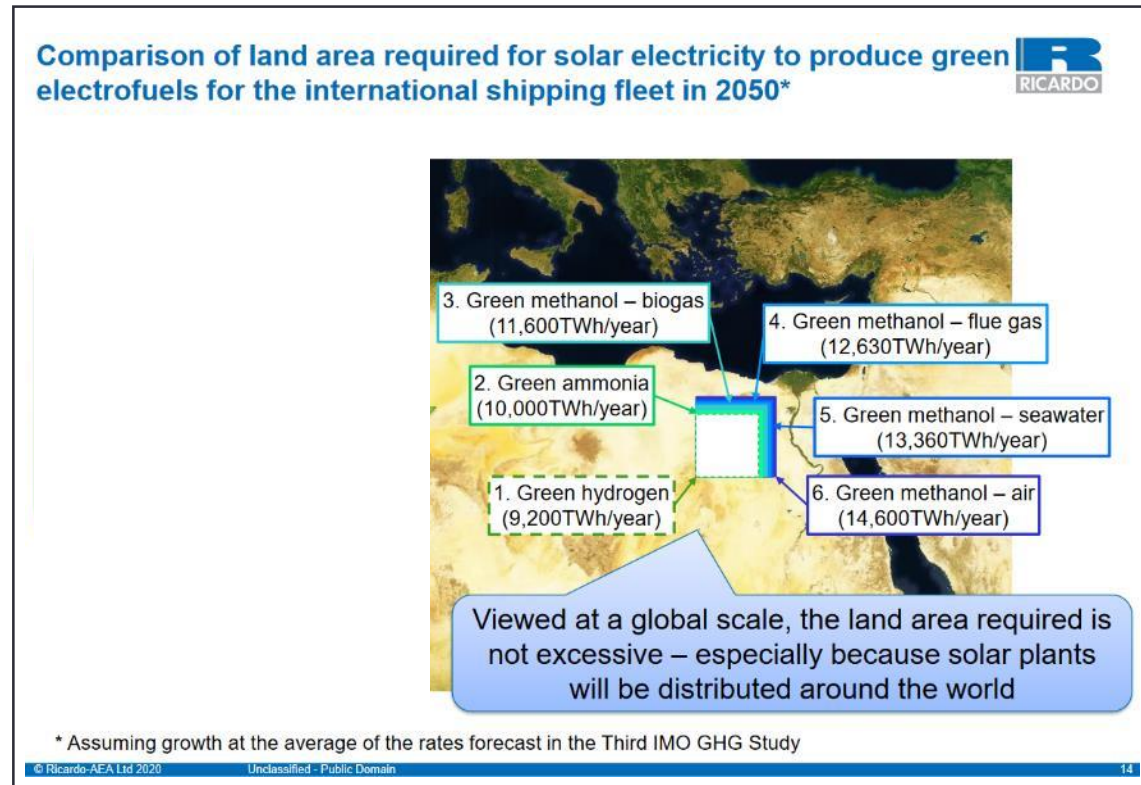 Comparison of land area required for solar electricity to produce green
electrofuels for the international shipping fleet in 2050*
RICARDO
3. Green methanol – biogas
(11,600TWh/year)
4. Green methanol – flue gas
(12,630TWh/year)
2. Green ammonia
(10,000TWh/year)
5. Green methanol – seawater
(13,360TWh/year)
1. Green hydrogen
(9,200TWh/year)
6. Green methanol – air
(14,600TWh/year)
Viewed at a global scale, the land area required is
not excessive – especially because solar plants
will be distributed around the world
* Assuming growth at the average of the rates forecast in the Third IMO GHG Study
© Ricardo-AEA Ltd 2020
Unclassified - Public Domain
14